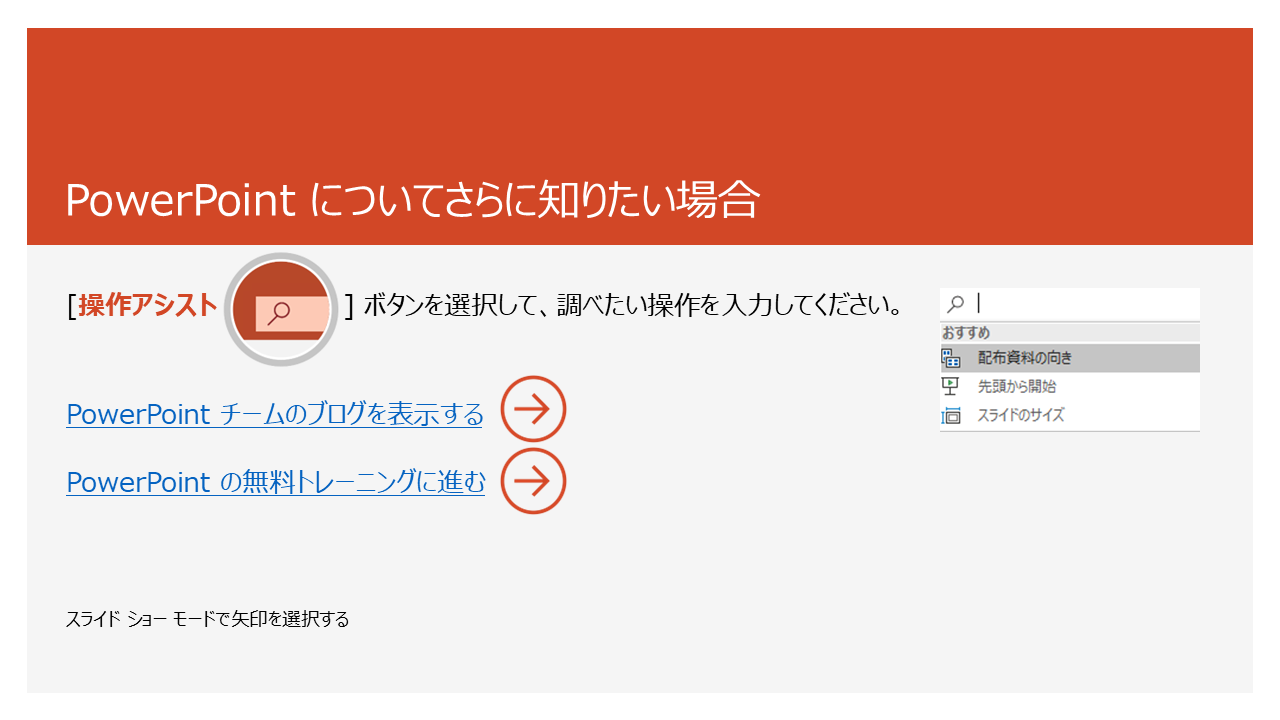 PowerPoint についてさらに知りたい場合
[操作アシスト ] ボタンを選択して、調べたい操作を入力してください。
おすすめ
配布資料の向き
先頭から開始
スライドのサイズ
PowerPoint チームのブログを表示する
PowerPoint の無料トレーニングに進む
スライド ショー モードで矢印を選択する